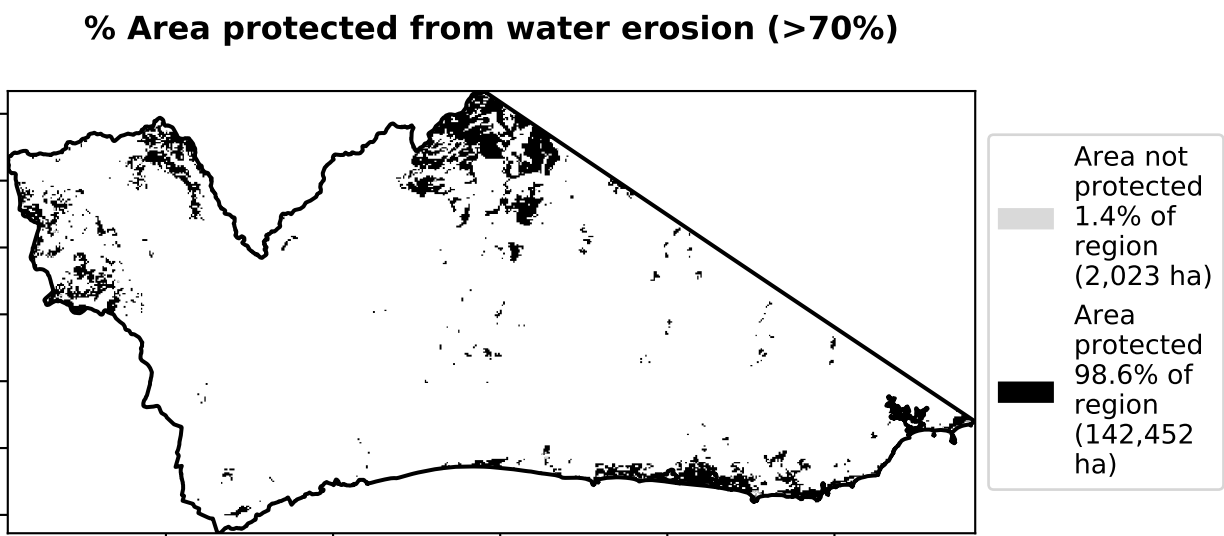 % Area protected from water erosion (>70%)
Area not
protected
1.4% of
region
(2,023 ha)
Area
protected
98.6% of
region
(142,452
ha)